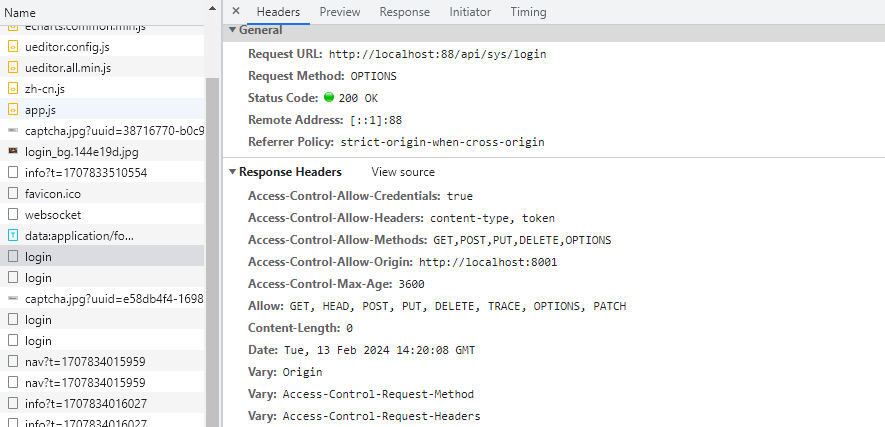 Name
echarts.common.min.js
ueditor.config.js
ueditor.all.min.js
zh-cn.js
app.js
captcha.jpg?uuid=38716770-b0c9
login_bg.144e19d.jpg
info?t=1707833510554
favicon.ico
websocket
data:application/fo...
login
login
captcha.jpg?uuid=e58db4f4-1698
login
login
nav?t=1707834015959
nav?t=1707834015959
info?t=1707834016027
info?t=1707834016027
× Headers Preview Response Initiator Timing
▼ General
Request URL: http://localhost:88/api/sys/login
Request Method: OPTIONS
Status Code: 200 OK
Remote Address: [::1]:88
Referrer Policy: strict-origin-when-cross-origin
▼ Response Headers View source
Access-Control-Allow-Credentials: true
Access-Control-Allow-Headers: content-type, token
Access-Control-Allow-Methods: GET,POST,PUT,DELETE,OPTIONS
Access-Control-Allow-Origin: http://localhost:8001
Access-Control-Max-Age: 3600
Allow: GET, HEAD, POST, PUT, DELETE, TRACE, OPTIONS, PATCH
Content-Length: 0
Date: Tue, 13 Feb 2024 14:20:08 GMT
Vary: Origin
Vary: Access-Control-Request-Method
Vary: Access-Control-Request-Headers